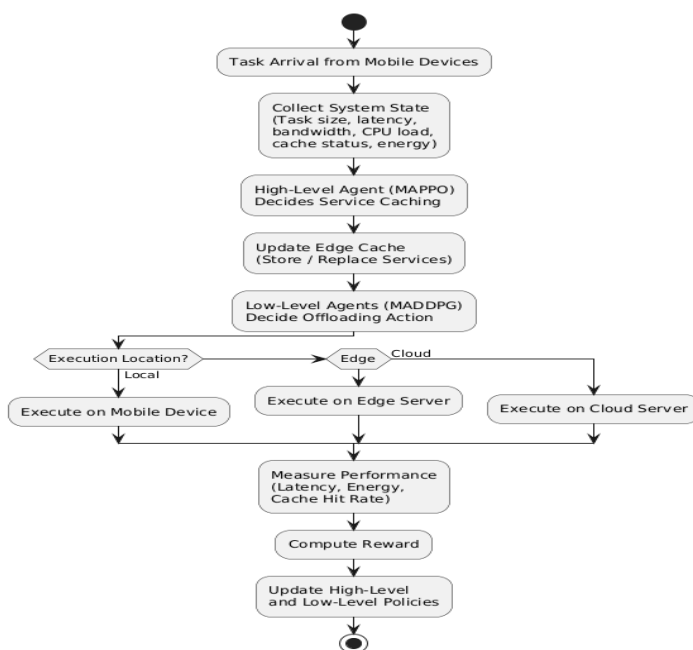 Task Arrival from Mobile Devices
Collect System State
(Task size, latency,
bandwidth, CPU load,
cache status, energy)
High-Level Agent (MAPPO)
Decides Service Caching
Update Edge Cache
(Store / Replace Services)
Low-Level Agents (MADDPG)
Decide Offloading Action
Execution Location?
Edge
Cloud
Local
Execute on Mobile Device
Execute on Edge Server
Execute on Cloud Server
Measure Performance
(Latency, Energy,
Cache Hit Rate)
Compute Reward
Update High-Level
and Low-Level Policies